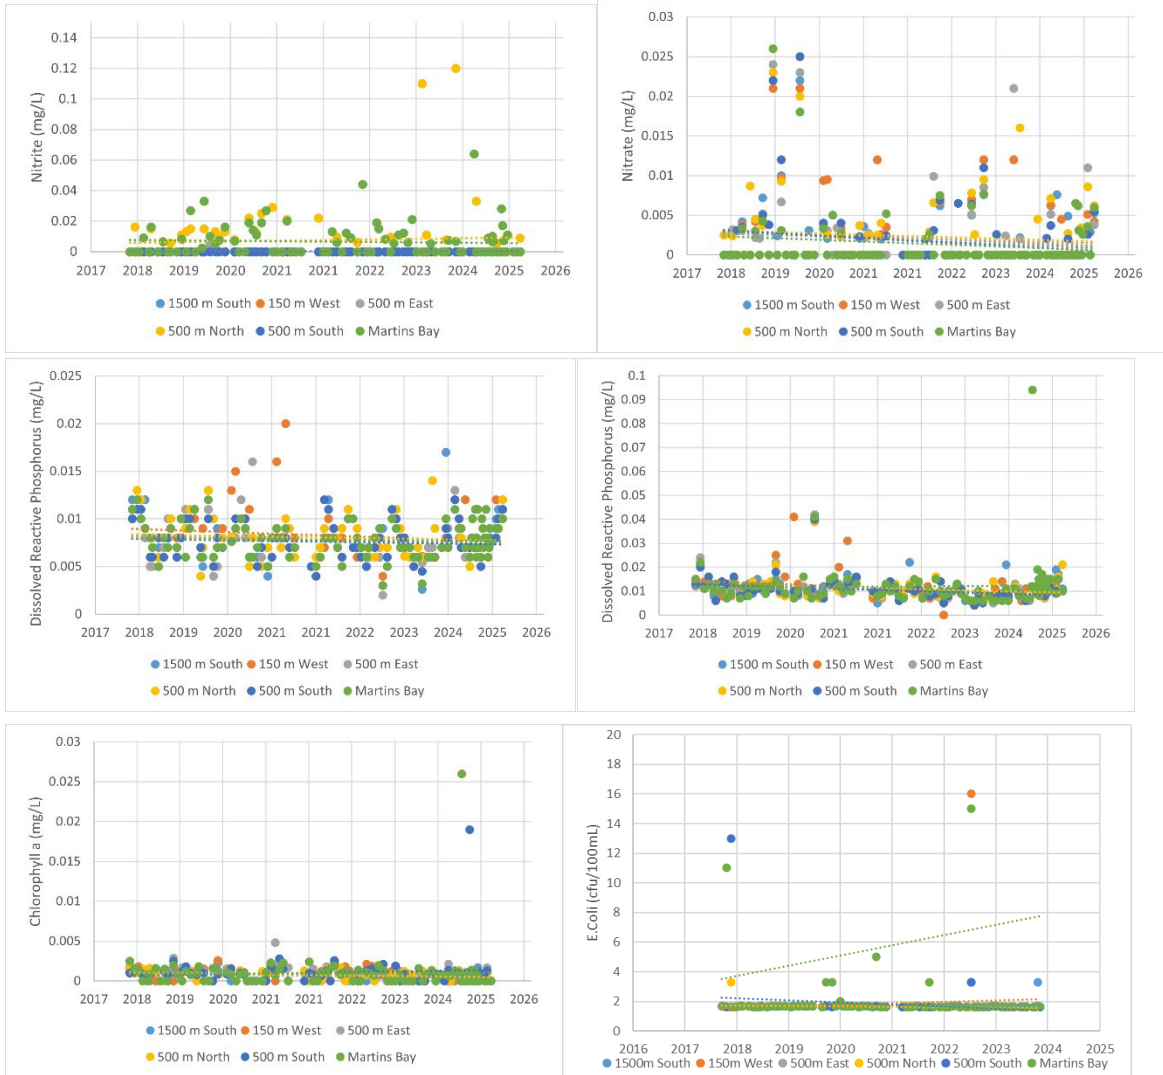 Nitrite (mg/L)
0.14
0.12
0.1
0.08
0.06
0.04
0.02
0
2017 2018 2019 2020 2021 2021 2022 2023 2024 2025 2026
1500 m South 150 m West 500 m East
500 m North 500 m South Martins Bay
Nitrate (mg/L)
0.03
0.025
0.02
0.015
0.01
0.005
0
2017 2018 2019 2020 2021 2021 2022 2023 2024 2025 2026
1500 m South 150 m West 500 m East
500 m North 500 m South Martins Bay
Dissolved Reactive Phosphorus (mg/L)
0.025
0.02
0.015
0.01
0.005
0
2017 2018 2019 2020 2021 2021 2022 2023 2024 2025 2026
1500 m South 150 m West 500 m East
500 m North 500 m South Martins Bay
Dissolved Reactive Phosphorus (mg/L)
0.1
0.09
0.08
0.07
0.06
0.05
0.04
0.03
0.02
0.01
0
2017 2018 2019 2020 2021 2021 2022 2023 2024 2025 2026
1500 m South 150 m West 500 m East
500 m North 500 m South Martins Bay
Chlorophyll a (mg/L)
0.03
0.025
0.02
0.015
0.01
0.005
0
2017 2018 2019 2020 2021 2021 2022 2023 2024 2025 2026
1500 m South 150 m West 500 m East
500 m North 500 m South Martins Bay
E.Coli (cfu/100mL)
20
18
16
14
12
10
8
6
4
2
0
2016 2017 2018 2019 2020 2021 2022 2023 2024 2025
1500m South 150m West 500m East 500m North 500m South Martins Bay